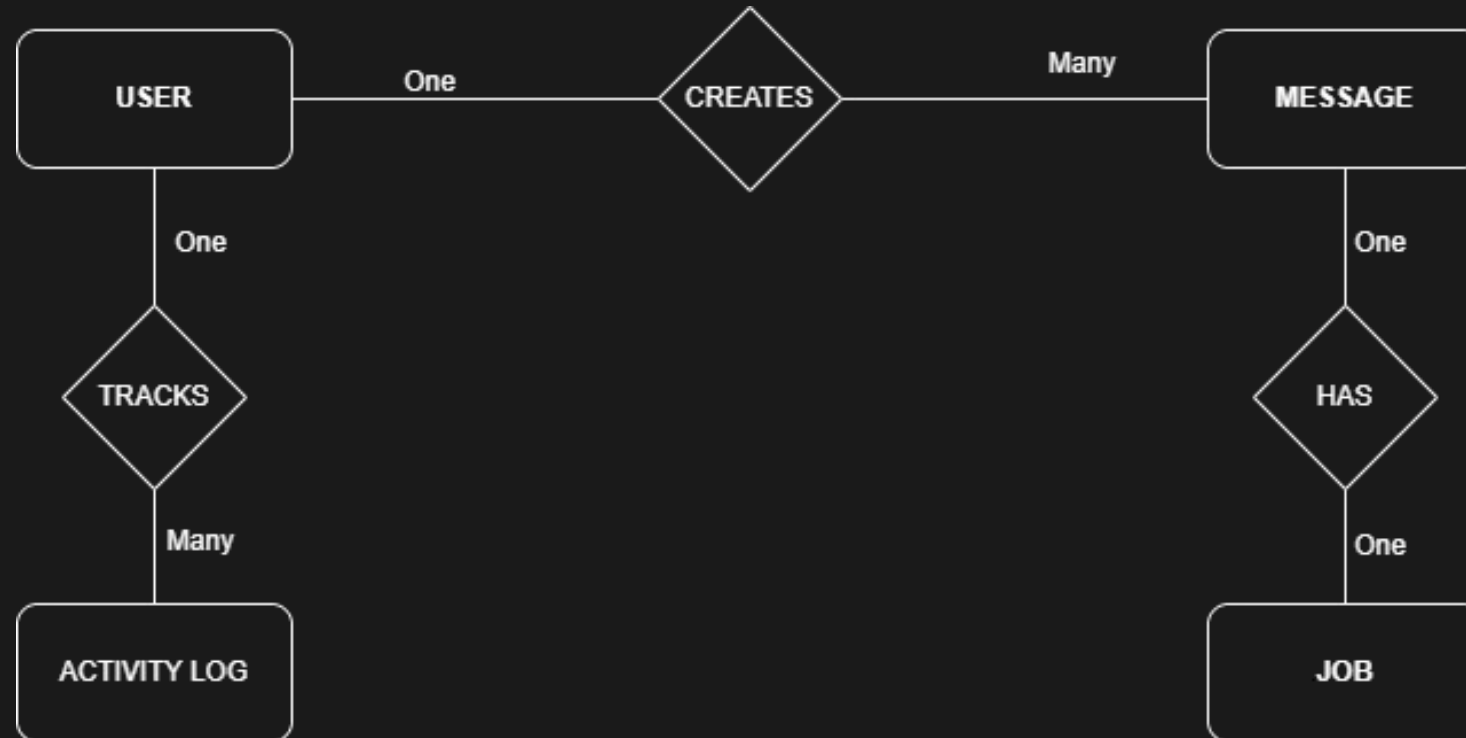 USER
One
CREATES
Many
MESSAGE
One
One
TRACKS
HAS
Many
One
ACTIVITY LOG
JOB